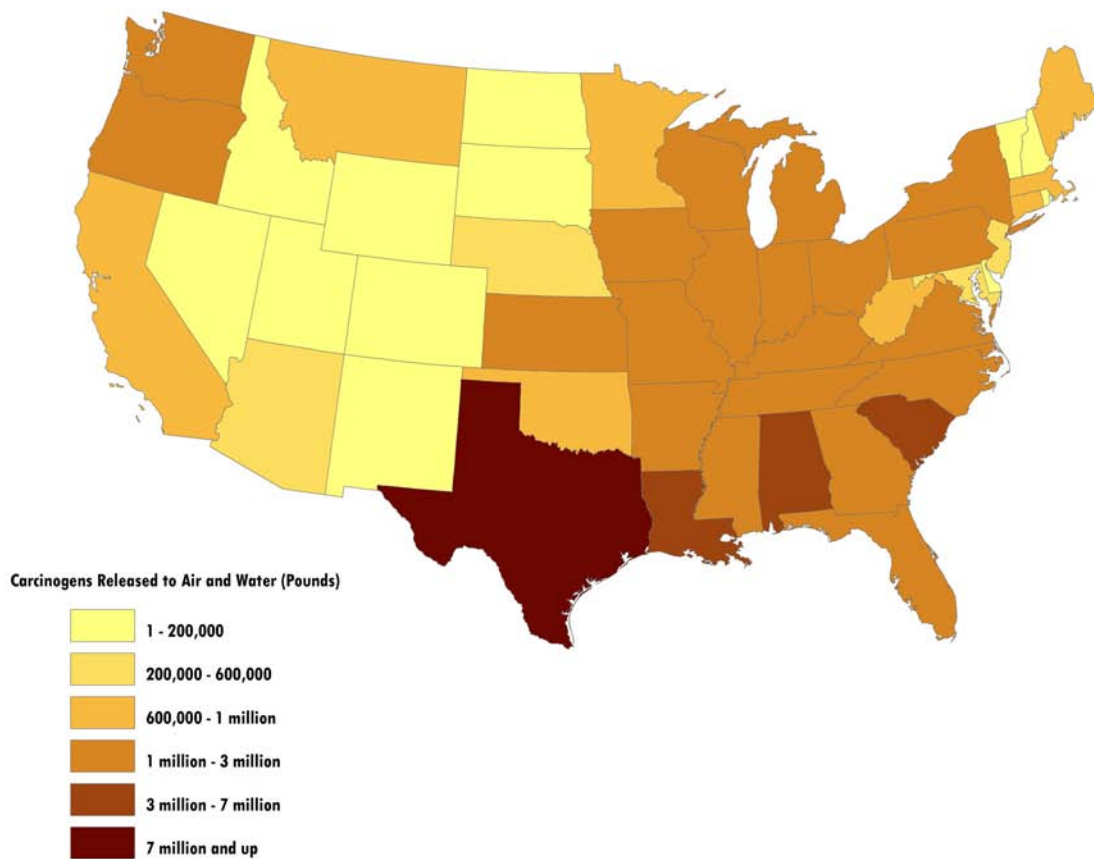 Carcinogens Released to Air and Water (Pounds)
1 - 200,000
200,000 - 600,000
600,000 - 1 million
1 million - 3 million
3 million - 7 million
7 million and up